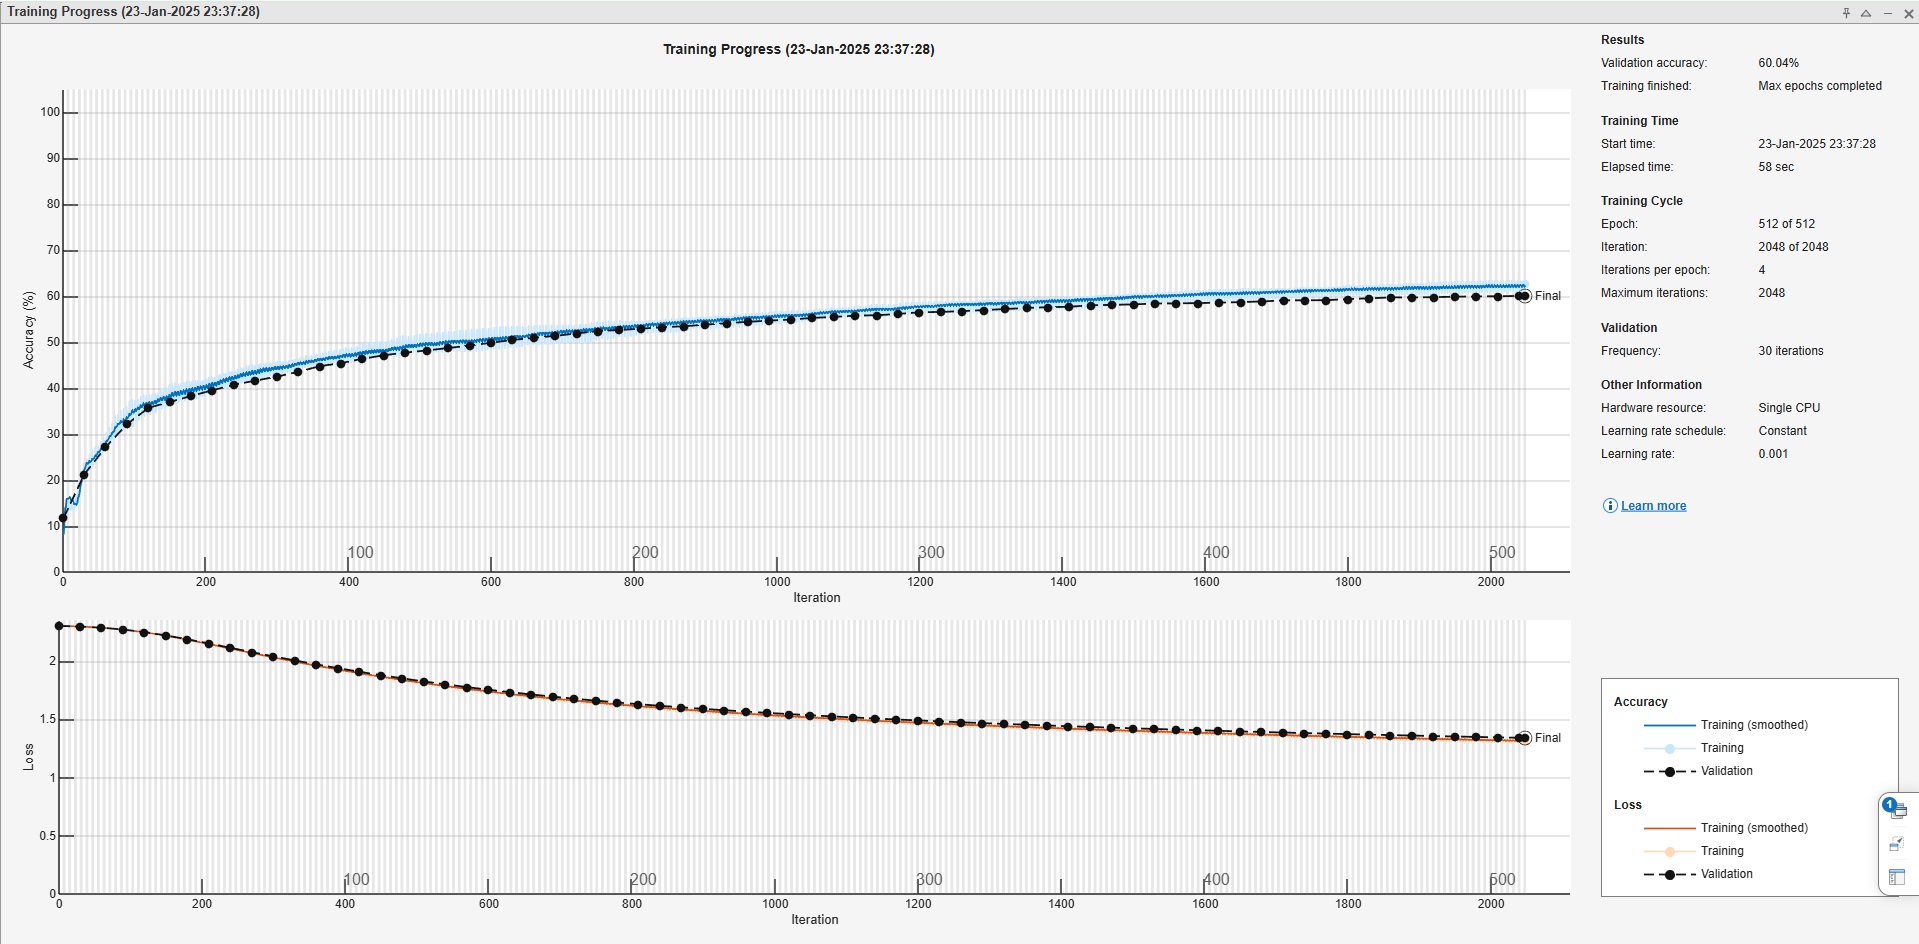 Training Progress (23-Jan-2025 23:37:28)
Training Progress (23-Jan-2025 23:37:28)
100
90
80
70
60
50
40
30
20
10
0
Accuracy (%)
Final
100 200 300 400 500
0 200 400 600 800 1000 1200 1400 1600 1800 2000
Iteration
2
1.5
1
0.5
0
Loss
Final
100 200 300 400 500
0 200 400 600 800 1000 1200 1400 1600 1800 2000
Iteration
Results
Validation accuracy: 60.04%
Training finished: Max epochs completed
Training Time
Start time: 23-Jan-2025 23:37:28
Elapsed time: 58 sec
Training Cycle
Epoch: 512 of 512
Iteration: 2048 of 2048
Iterations per epoch: 4
Maximum iterations: 2048
Validation
Frequency: 30 iterations
Other Information
Hardware resource: Single CPU
Learning rate schedule: Constant
Learning rate: 0.001
Learn more
Accuracy
Training (smoothed)
Training
Validation
Loss
Training (smoothed)
Training
Validation
1